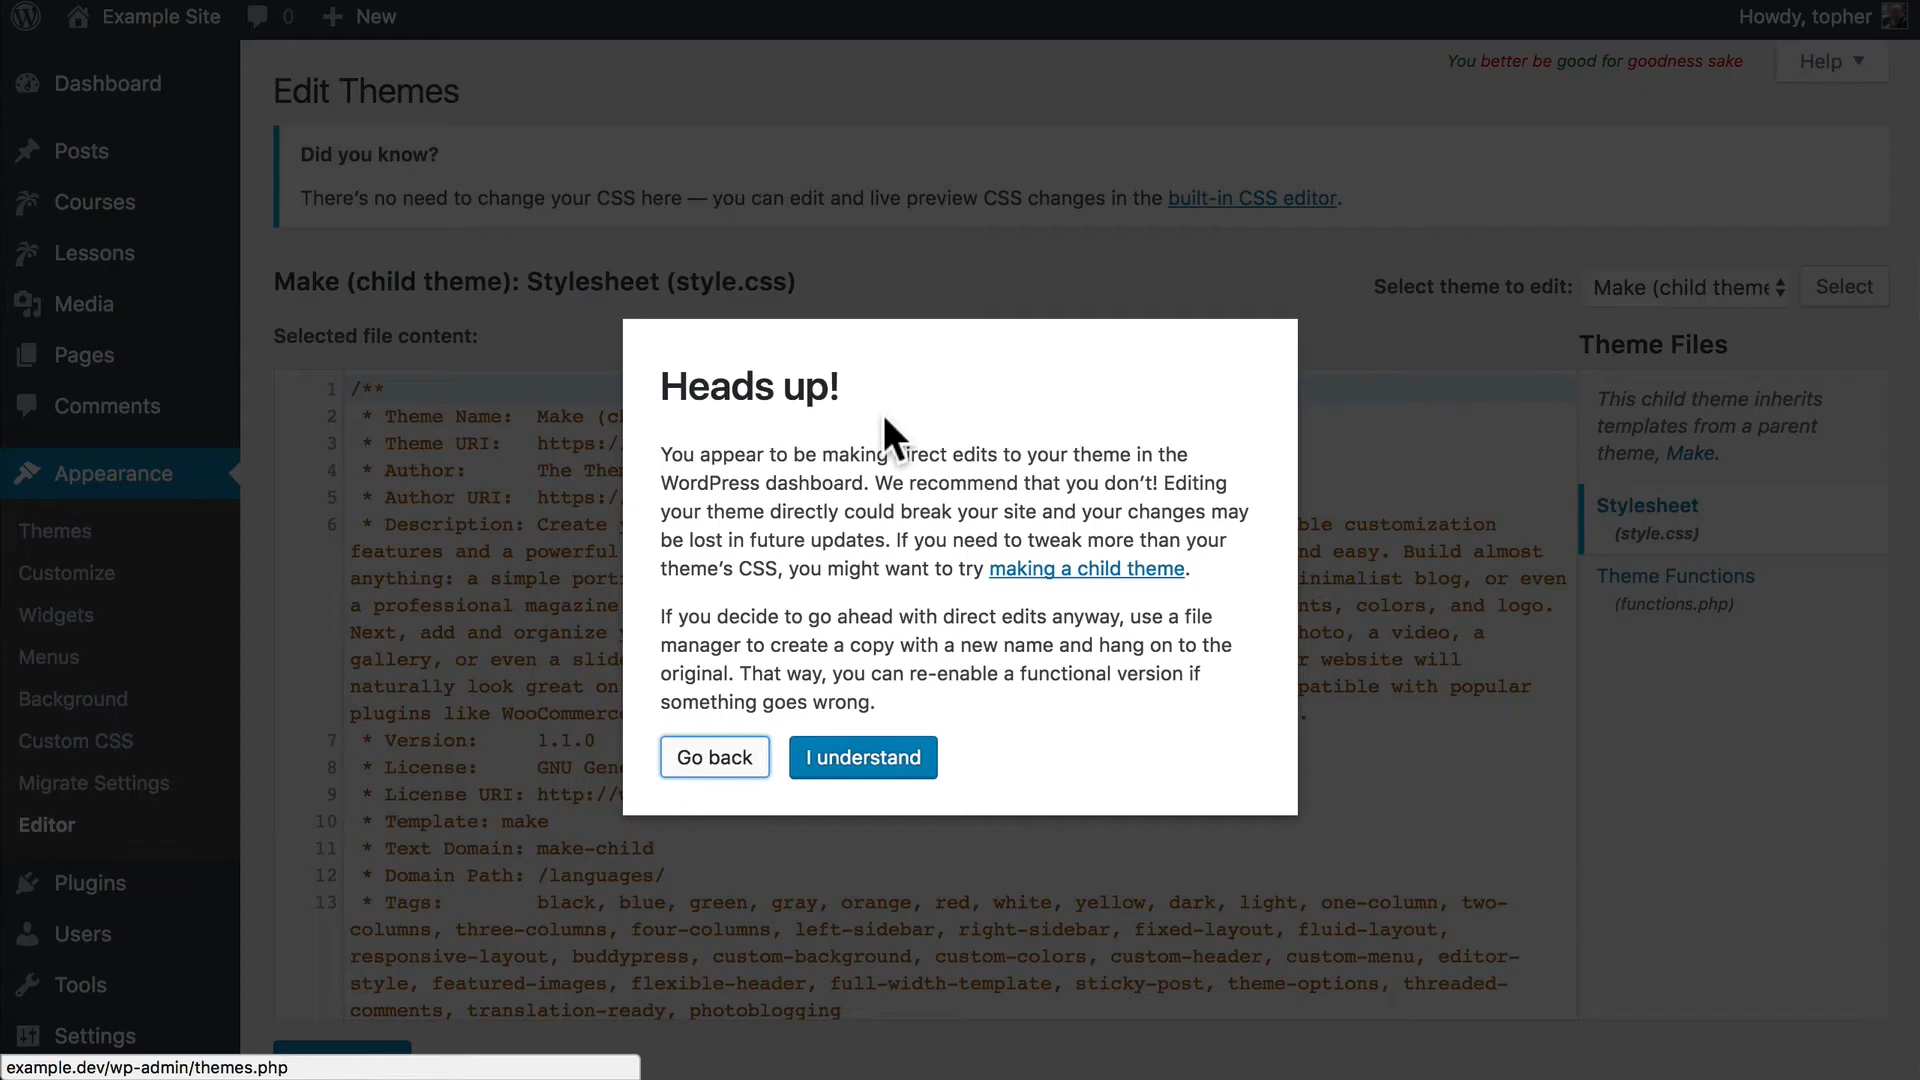 Example Site 0 New Howdy, topher
You better be good for goodness sake Help
Dashboard
Posts
Courses
Lessons
Media
Pages
Comments
Appearance
Themes
Customize
Widgets
Menus
Background
Custom CSS
Migrate Settings
Editor
Plugins
Users
Tools
Settings
Edit Themes
Did you know?
There’s no need to change your CSS here — you can edit and live preview CSS changes in the built-in CSS editor.
Make (child theme): Stylesheet (style.css)
Select theme to edit: Make (child theme Select
Selected file content:
1 /**
2 * Theme Name: Make (c
3 * Theme URI: https:/
4 * Author: The The
5 * Author URI: https:/
6 * Description: Create ble customization
features and a powerful nd easy. Build almost
anything: a simple port inimalist blog, or even
a professional magazine nts, colors, and logo.
Next, add and organize hoto, a video, a
gallery, or even a slid r website will
naturally look great on patible with popular
plugins like WooCommerc .
7 * Version: 1.1.0
8 * License: GNU Gen
9 * License URI: http://
10 * Template: make
11 * Text Domain: make-child
12 * Domain Path: /languages/
13 * Tags: black, blue, green, gray, orange, red, white, yellow, dark, light, one-column, two-
columns, three-columns, four-columns, left-sidebar, right-sidebar, fixed-layout, fluid-layout,
responsive-layout, buddypress, custom-background, custom-colors, custom-header, custom-menu, editor-
style, featured-images, flexible-header, full-width-template, sticky-post, theme-options, threaded-
comments, translation-ready, photoblogging
Heads up!
You appear to be making direct edits to your theme in the
WordPress dashboard. We recommend that you don’t! Editing
your theme directly could break your site and your changes may
be lost in future updates. If you need to tweak more than your
theme’s CSS, you might want to try making a child theme.
If you decide to go ahead with direct edits anyway, use a file
manager to create a copy with a new name and hang on to the
original. That way, you can re-enable a functional version if
something goes wrong.
Go back I understand
Theme Files
This child theme inherits
templates from a parent
theme, Make.
Stylesheet
(style.css)
Theme Functions
(functions.php)
example.dev/wp-admin/themes.php